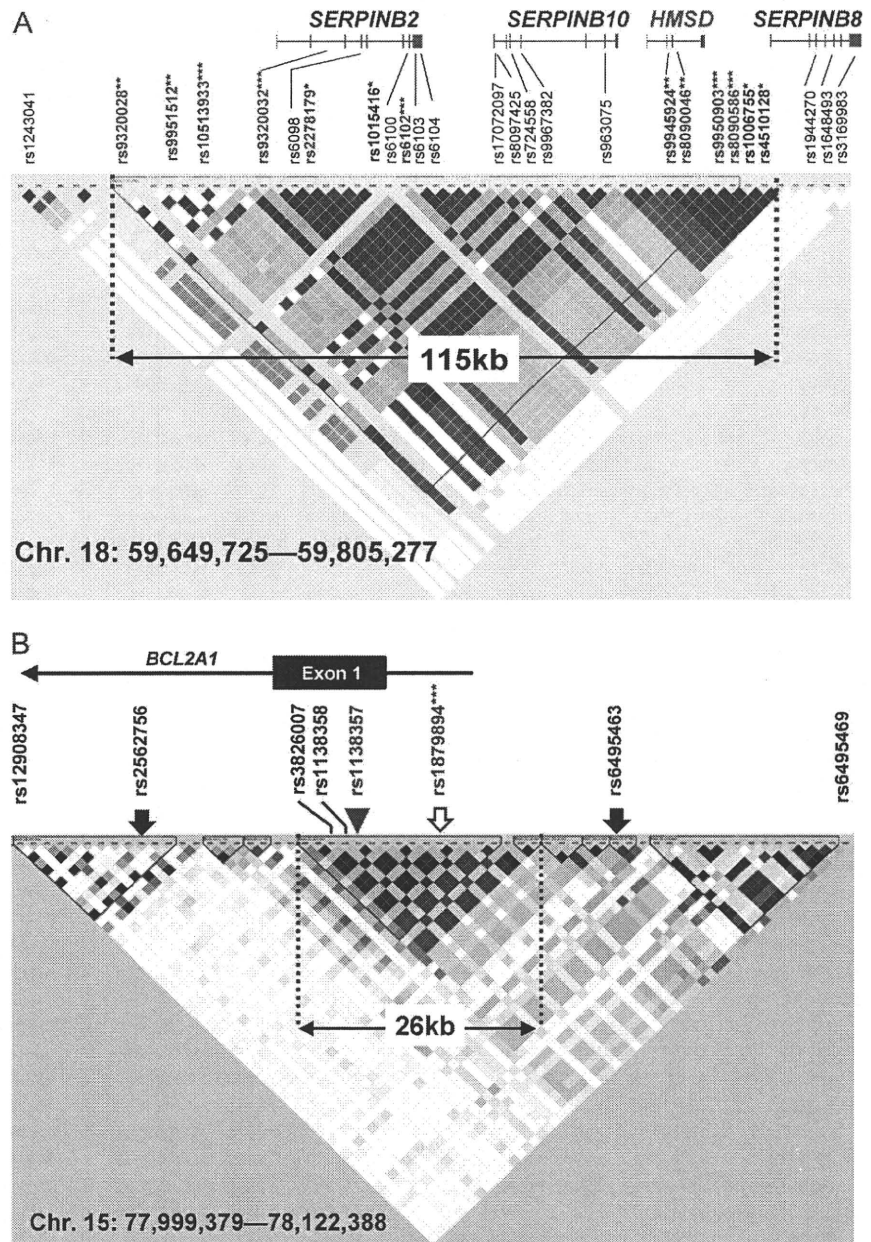 A
SERPINB2 SERPINB10 HMSD SERPINB8
rs1243041
rs9320028**
rs9951512**
rs10513933***
rs9320032***
rs6098
rs2278179*
rs1015416*
rs6100
rs6102***
rs6103
rs6104
rs17072097
rs8097425
rs724558
rs9967382
rs963075
rs9945924**
rs8090046**
rs9950903***
rs8090586***
rs1006755*
rs4510128*
rs1944270
rs1648493
rs3169983
115kb
Chr. 18: 59,649,725—59,805,277
B
BCL2A1
Exon 1
rs12908347
rs2562756
rs3826007
rs1138358
rs1138357
rs1879894***
rs6495463
rs6495469
26kb
Chr. 15: 77,999,379—78,122,388